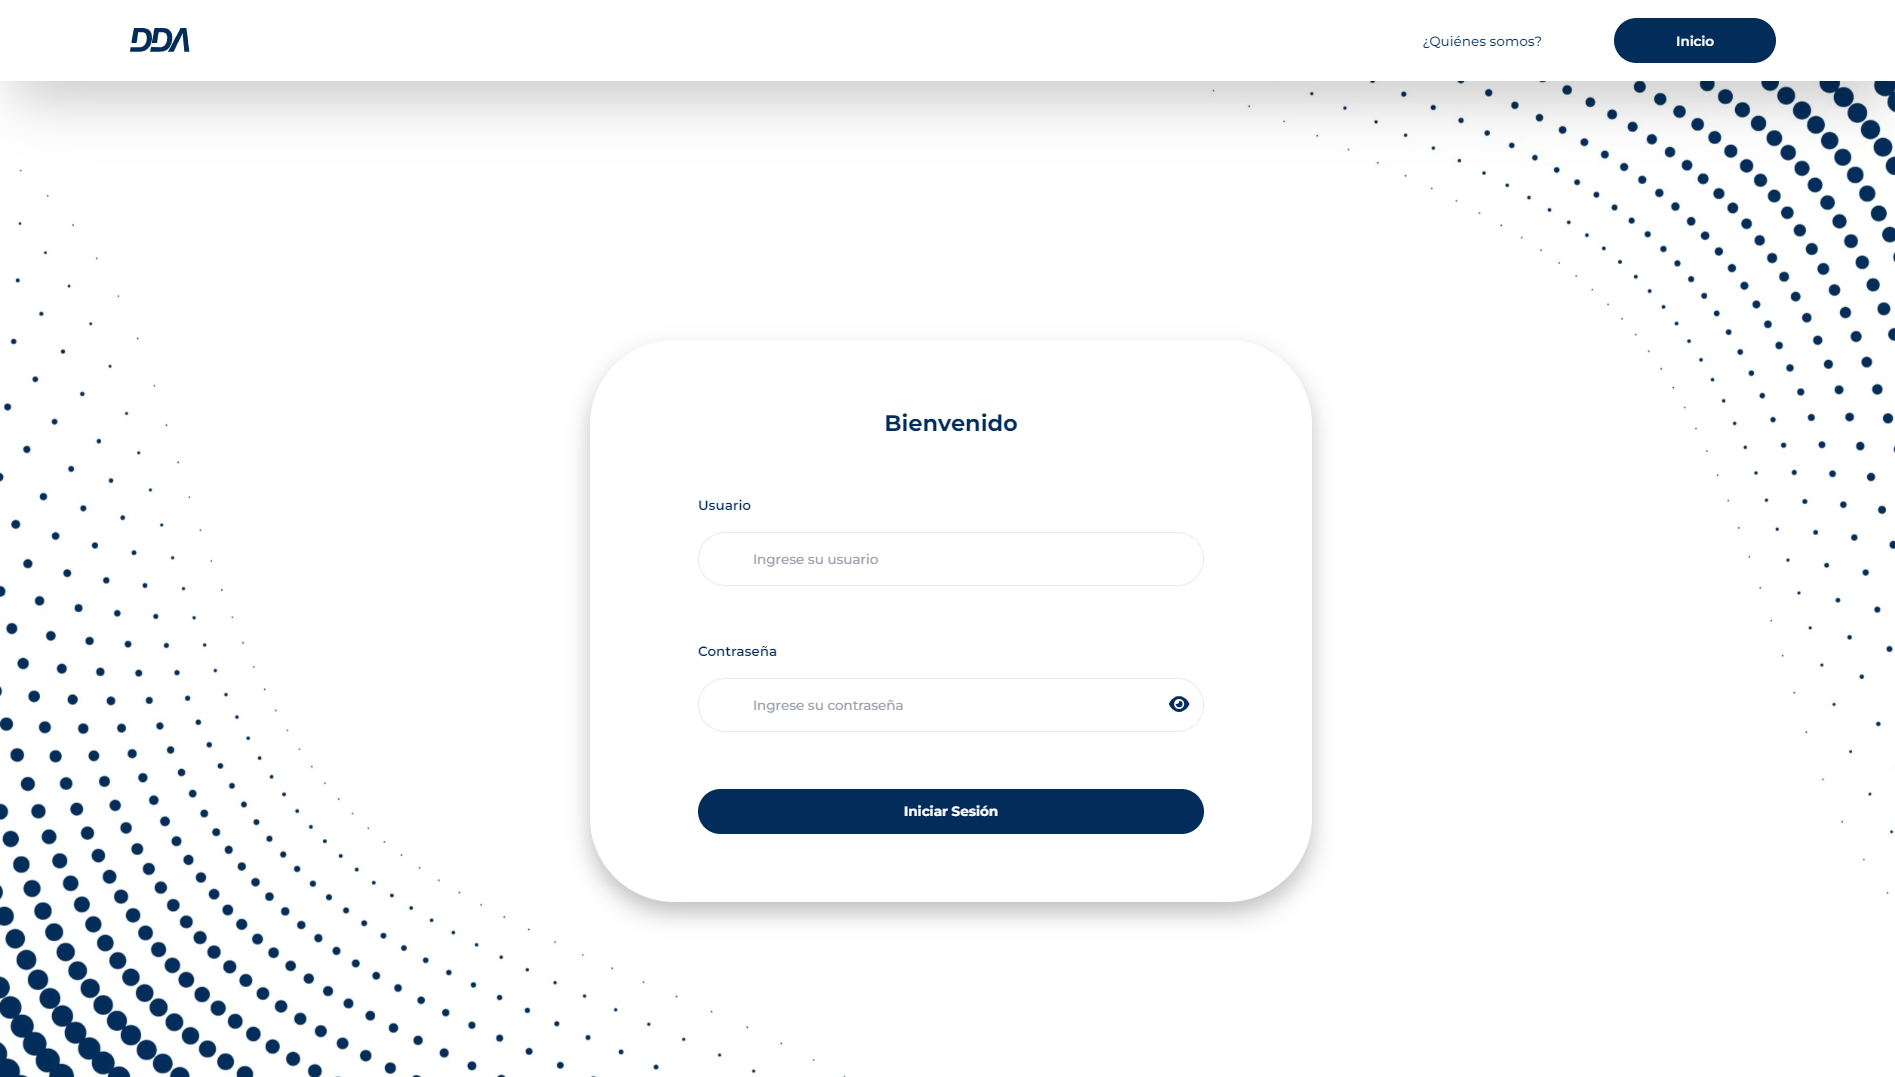 DDA
¿Quiénes somos?
Inicio
Bienvenido
Usuario
Ingrese su usuario
Contraseña
Ingrese su contraseña
Iniciar Sesión